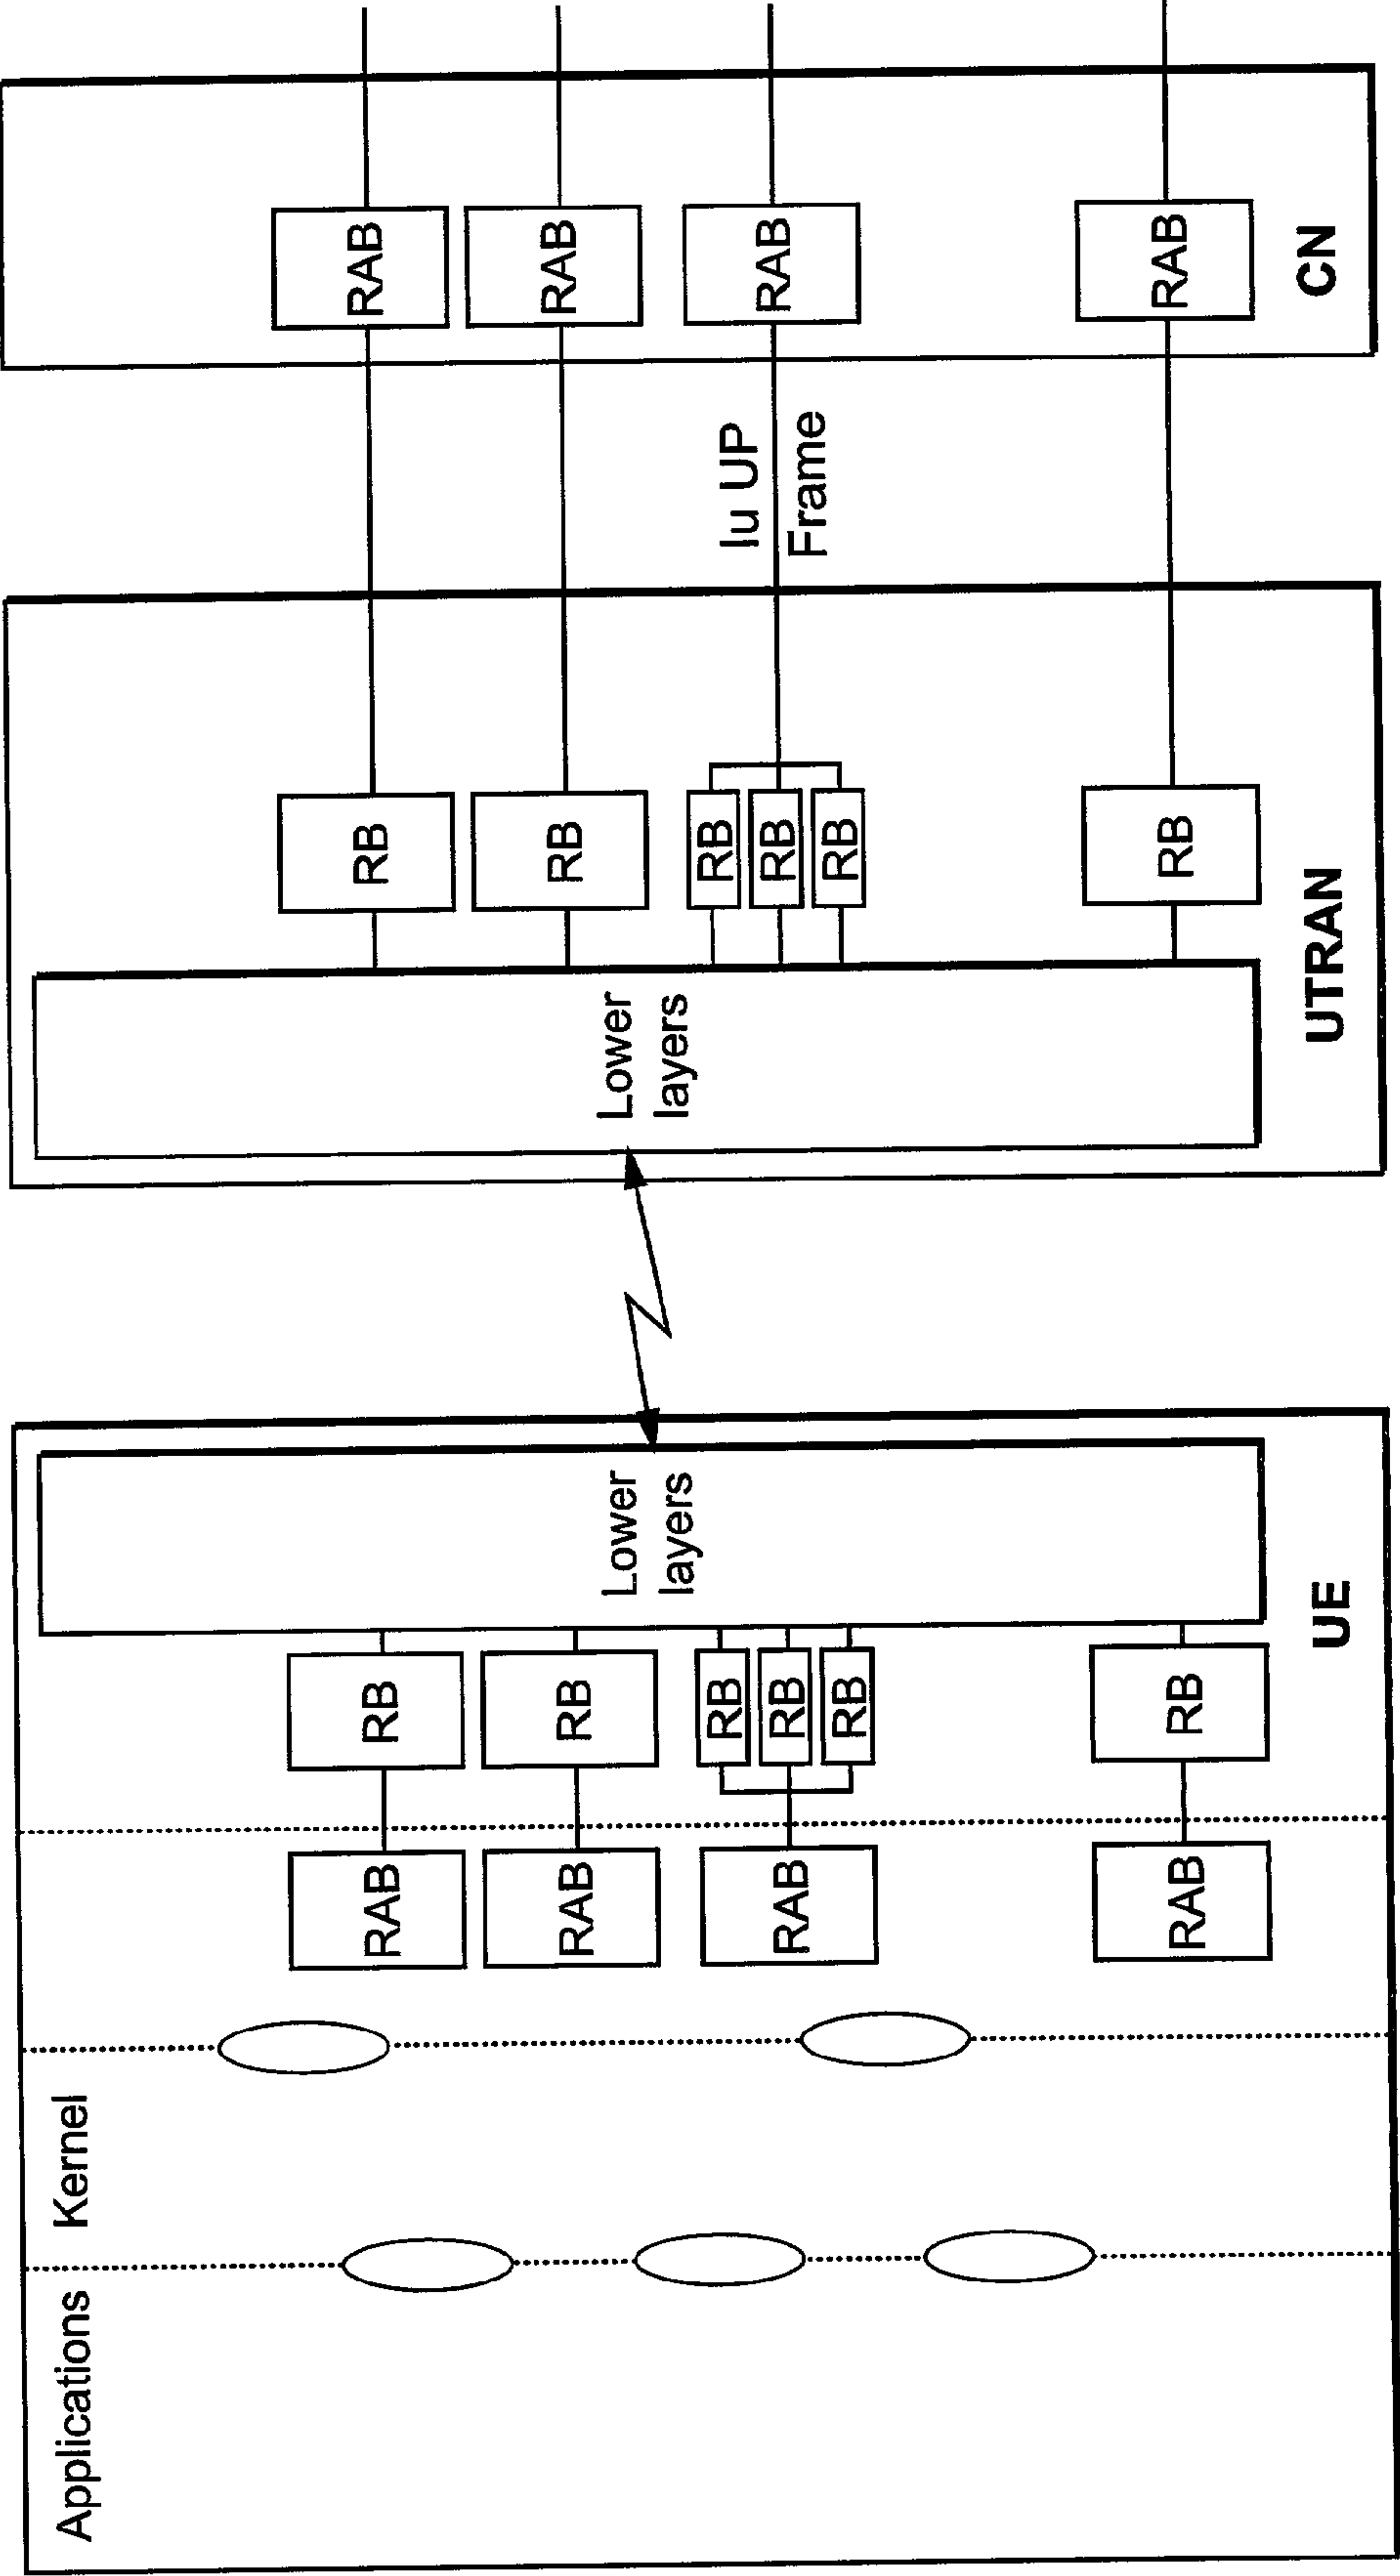 Applications
Kernel
RAB
RB
RB
RAB
RAB
RB
RB
RAB
Lower
layers
Lower
layers
RB
RB
Iu UP
RAB
RB
RB
RAB
Frame
RB
RB
RAB
RB
RB
RAB
UE
UTRAN
CN